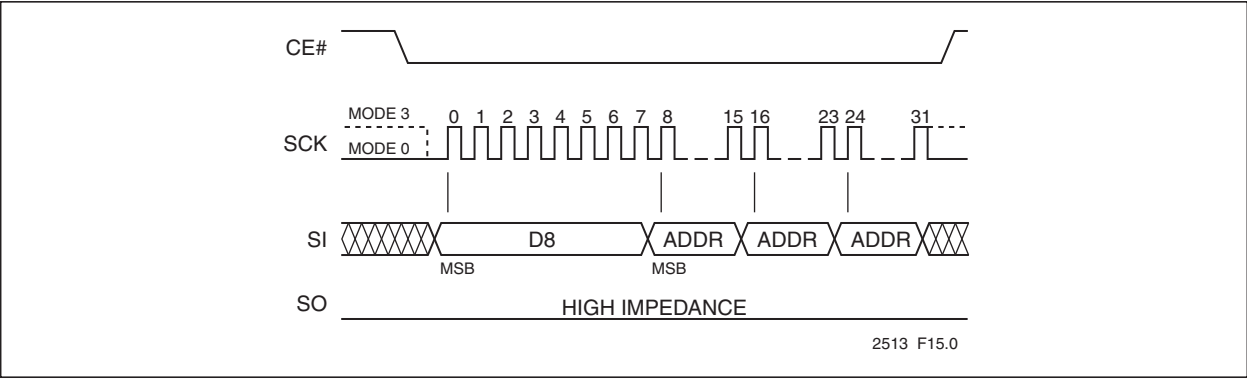 CE#
MODE 3
0 1 2 3 4 5 6 7 8 15 16 23 24 31
SCK
MODE 0
SI
D8 ADDR ADDR ADDR
MSB MSB
SO
HIGH IMPEDANCE
2513 F15.0